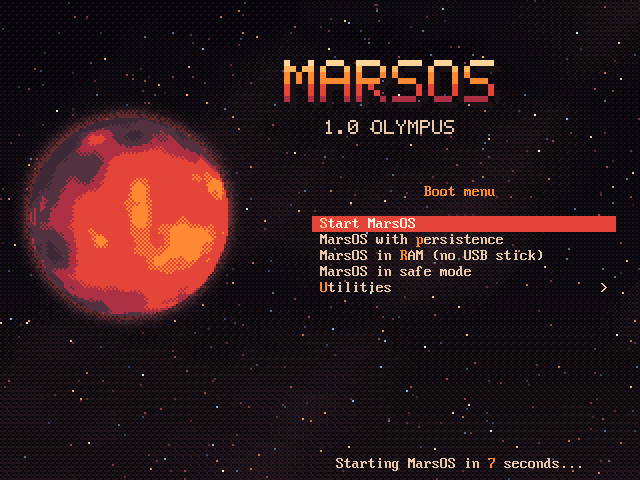 MARSOS
1.0 OLYMPUS
Boot menu
Start MarsOS
MarsOS with persistence
MarsOS in RAM (no USB stick)
MarsOS in safe mode
Utilities >
Starting MarsOS in 7 seconds...